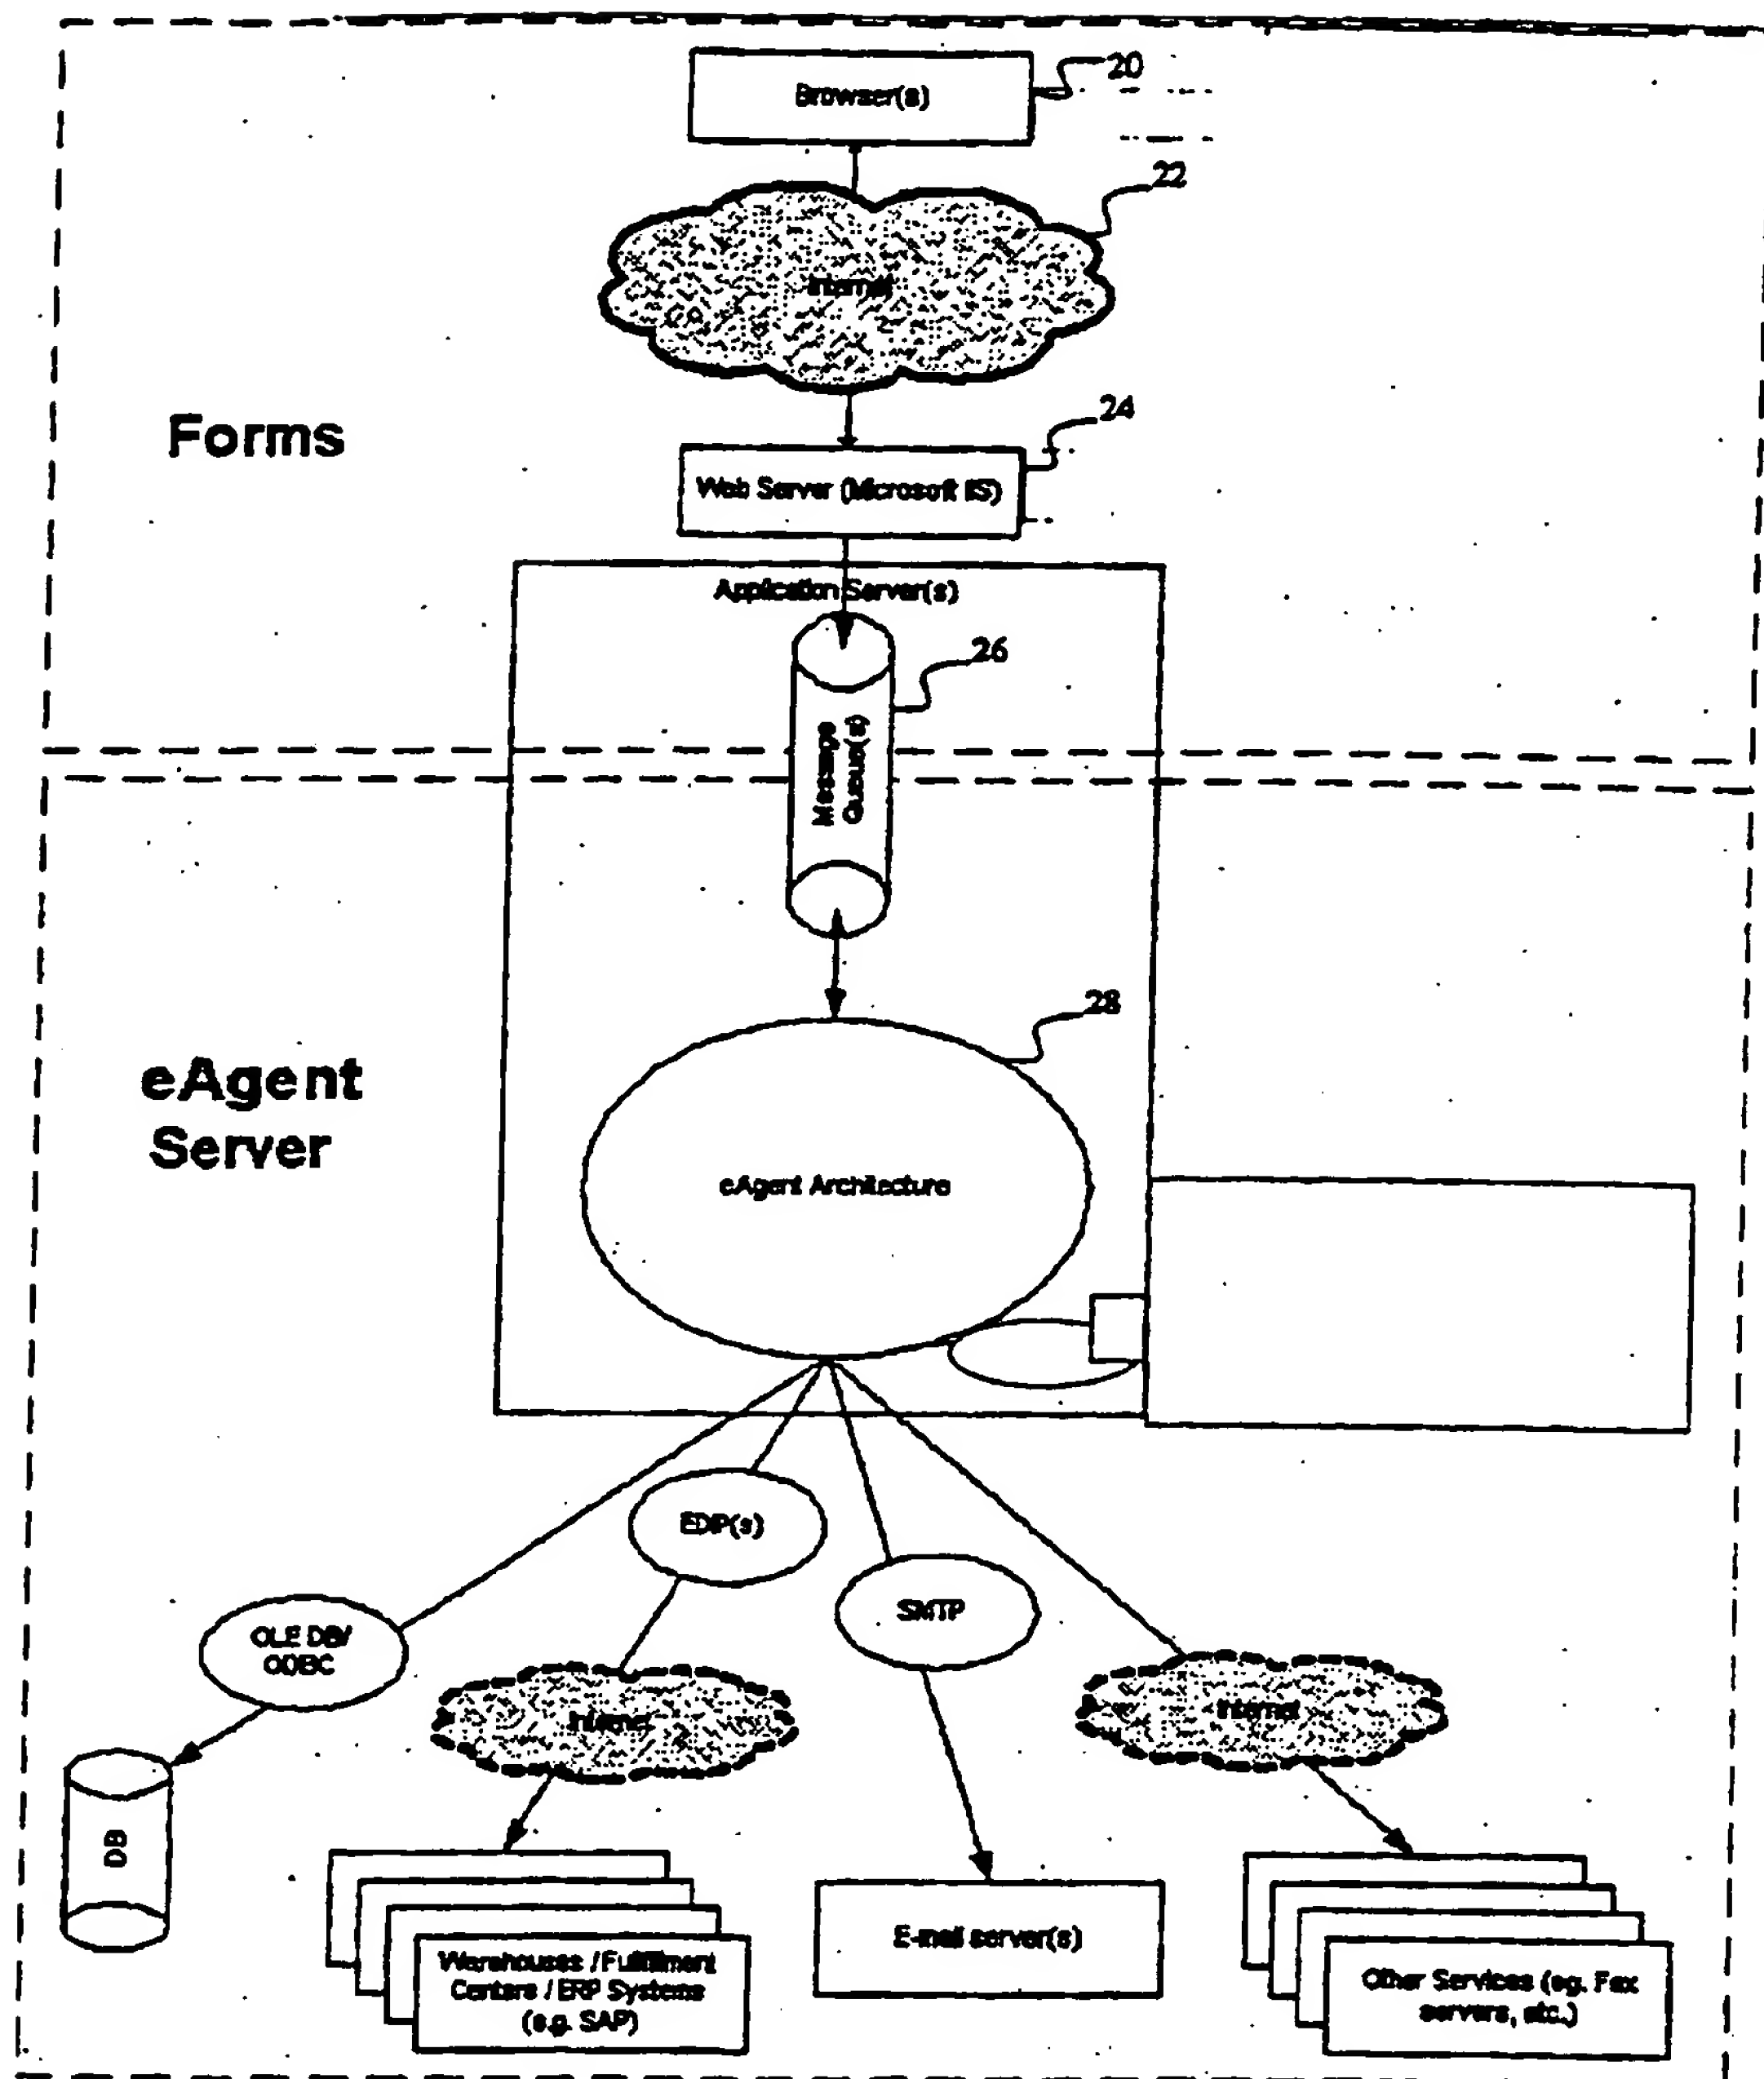 Browser(s)
20
22
Internet
Forms
24
Web Server (Microsoft IIS)
Application Server(s)
26
Message
Queue(s)
28
eAgent
Server
eAgent Architecture
EDIP(s)
SMTP
OLE DB/
ODBC
Internet
Internet
DB
Warehouses / Fulfillment
Centers / ERP Systems
(e.g. SAP)
E-mail server(s)
Other Services (eg. Fax
servers, etc.)